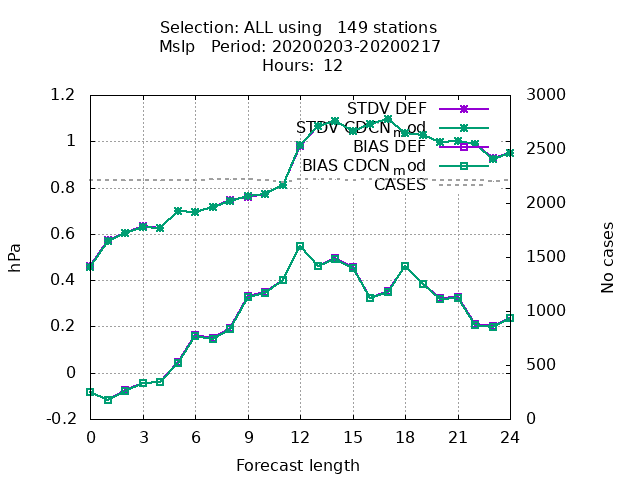 Selection: ALL using   149 stations
Mslp   Period: 20200203-20200217
Hours: 12
STDV DEF
STDV CDCN_mod
BIAS DEF
BIAS CDCN_mod
CASES
1.2
1
0.8
0.6
0.4
0.2
0
-0.2
hPa
3000
2500
2000
1500
1000
500
0
No cases
0 3 6 9 12 15 18 21 24
Forecast length